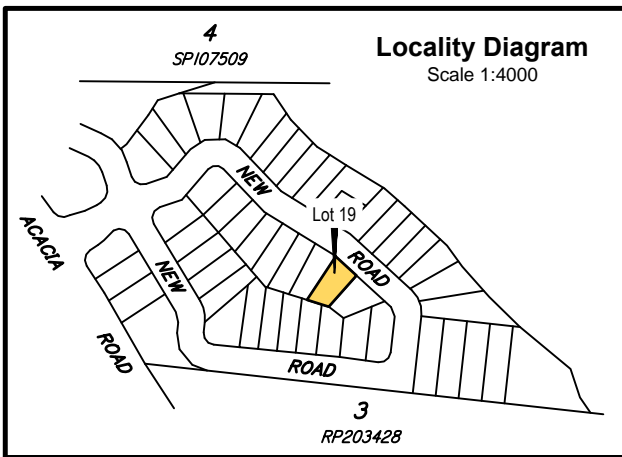 4
SP107509
Locality Diagram
Scale 1:4000
NEW
Lot 19
ROAD
ACACIA
ROAD
NEW
ROAD
3
RP203428